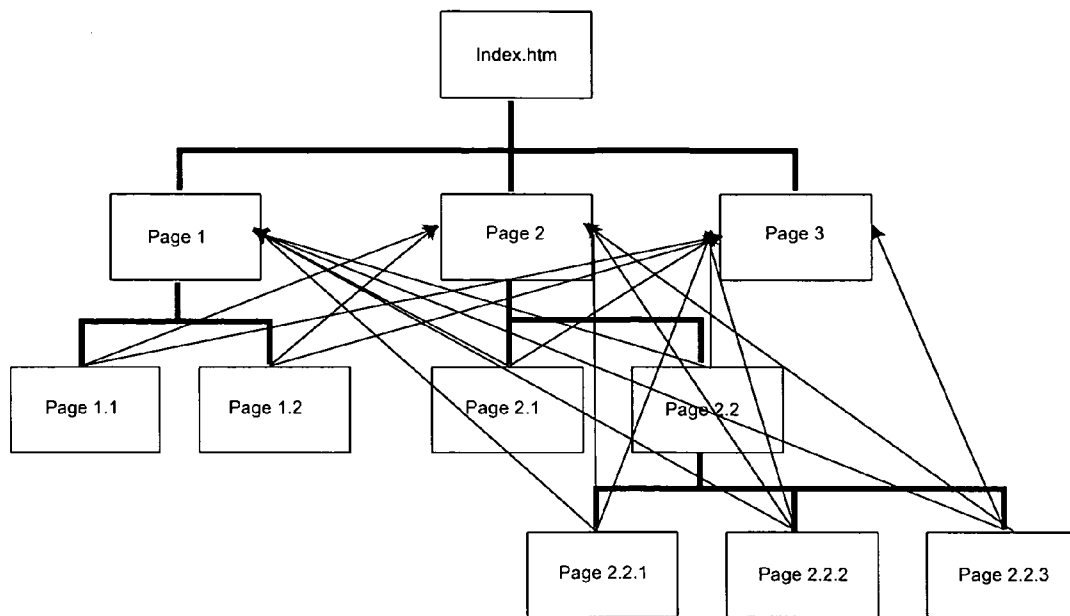 Index.htm
Page 1
Page 2
Page 3
Page 1.1
Page 1.2
Page 2.1
Page 2.2
Page 2.2.1
Page 2.2.2
Page 2.2.3